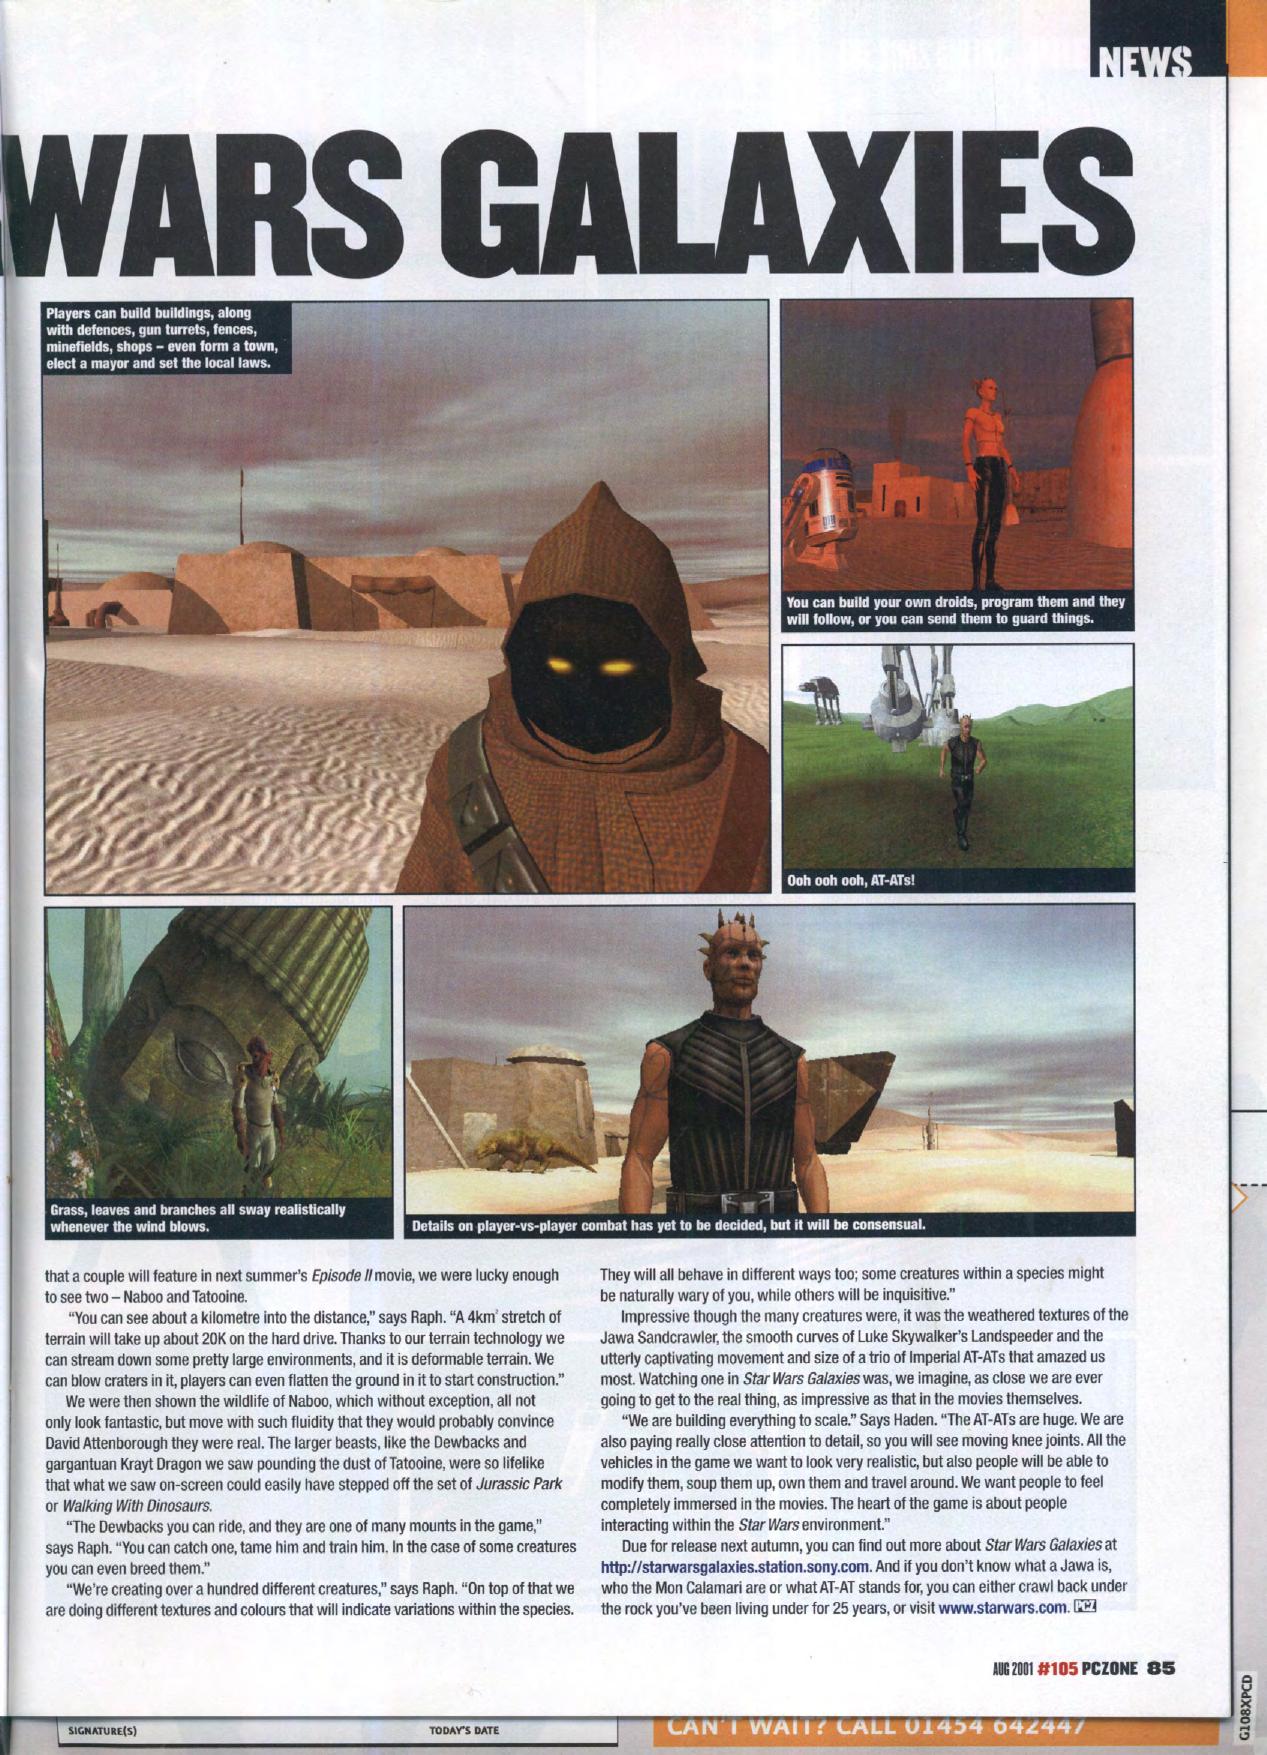 NEWS
WARS GALAXIES
Players can build buildings, along
with defences, gun turrets, fences,
minefields, shops – even form a town,
elect a mayor and set the local laws.
You can build your own droids, program them and they
will follow, or you can send them to guard things.
Ooh ooh ooh, AT-ATs!
Grass, leaves and branches all sway realistically
whenever the wind blows.
Details on player-vs-player combat has yet to be decided, but it will be consensual.
that a couple will feature in next summer's Episode II movie, we were lucky enough
to see two – Naboo and Tatooine.
"You can see about a kilometre into the distance," says Raph. "A 4km² stretch of
terrain will take up about 20K on the hard drive. Thanks to our terrain technology we
can stream down some pretty large environments, and it is deformable terrain. We
can blow craters in it, players can even flatten the ground in it to start construction."
We were then shown the wildlife of Naboo, which without exception, all not
only look fantastic, but move with such fluidity that they would probably convince
David Attenborough they were real. The larger beasts, like the Dewbacks and
gargantuan Krayt Dragon we saw pounding the dust of Tatooine, were so lifelike
that what we saw on-screen could easily have stepped off the set of Jurassic Park
or Walking With Dinosaurs.
"The Dewbacks you can ride, and they are one of many mounts in the game,"
says Raph. "You can catch one, tame him and train him. In the case of some creatures
you can even breed them."
"We're creating over a hundred different creatures," says Raph. "On top of that we
are doing different textures and colours that will indicate variations within the species.
They will all behave in different ways too; some creatures within a species might
be naturally wary of you, while others will be inquisitive."
Impressive though the many creatures were, it was the weathered textures of the
Jawa Sandcrawler, the smooth curves of Luke Skywalker's Landspeeder and the
utterly captivating movement and size of a trio of Imperial AT-ATs that amazed us
most. Watching one in Star Wars Galaxies was, we imagine, as close we are ever
going to get to the real thing, as impressive as that in the movies themselves.
"We are building everything to scale." Says Haden. "The AT-ATs are huge. We are
also paying really close attention to detail, so you will see moving knee joints. All the
vehicles in the game we want to look very realistic, but also people will be able to
modify them, soup them up, own them and travel around. We want people to feel
completely immersed in the movies. The heart of the game is about people
interacting within the Star Wars environment."
Due for release next autumn, you can find out more about Star Wars Galaxies at
http://starwarsgalaxies.station.sony.com. And if you don't know what a Jawa is,
who the Mon Calamari are or what AT-AT stands for, you can either crawl back under
the rock you've been living under for 25 years, or visit www.starwars.com. PCZ
AUG 2001 #105 PCZONE 85
SIGNATURE(S) TODAY'S DATE
CAN'T WAIT? CALL 01454 642447
G108XPCD